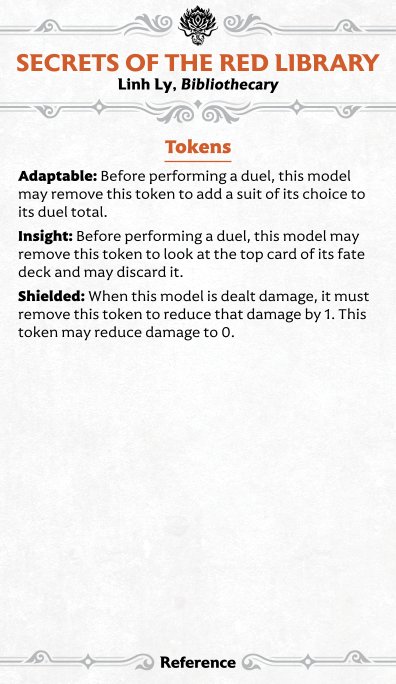 SECRETS OF THE RED LIBRARY
Linh Ly, Bibliothecary
Tokens
Adaptable: Before performing a duel, this model
may remove this token to add a suit of its choice to
its duel total.
Insight: Before performing a duel, this model may
remove this token to look at the top card of its fate
deck and may discard it.
Shielded: When this model is dealt damage, it must
remove this token to reduce that damage by 1. This
token may reduce damage to 0.
Reference